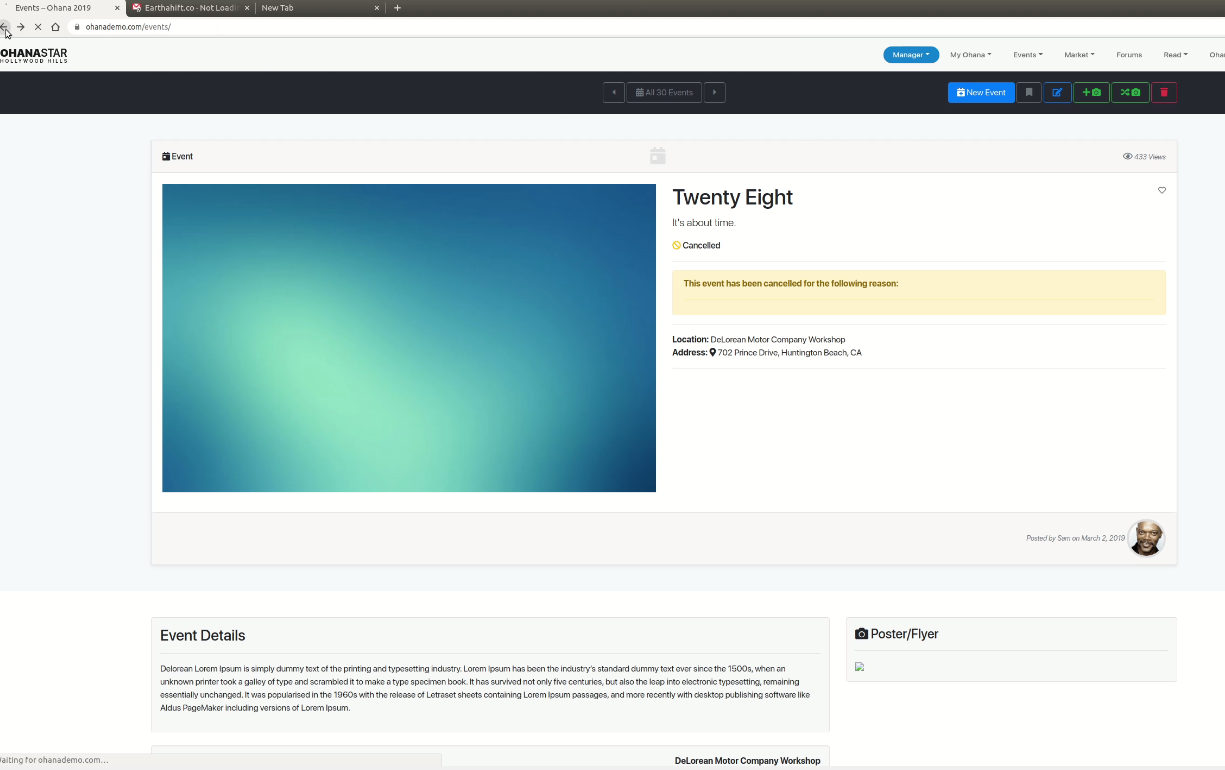 Events – Ohana 2019
Earthahift.co - Not Loadi
New Tab
ohanademo.com/events/
OHANASTAR
HOLLYWOOD HILLS
Manager
My Ohana
Events
Market
Forums
Read
All 30 Events
New Event
Event
433 Views
Twenty Eight
It's about time.
Cancelled
This event has been cancelled for the following reason:
Location: DeLorean Motor Company Workshop
Address: 702 Prince Drive, Huntington Beach, CA
Posted by Sam on March 2, 2019
Event Details
Poster/Flyer
Delorean Lorem Ipsum is simply dummy text of the printing and typesetting industry. Lorem Ipsum has been the industry's standard dummy text ever since the 1500s, when an
unknown printer took a galley of type and scrambled it to make a type specimen book. It has survived not only five centuries, but also the leap into electronic typesetting, remaining
essentially unchanged. It was popularised in the 1960s with the release of Letraset sheets containing Lorem Ipsum passages, and more recently with desktop publishing software like
Aldus PageMaker including versions of Lorem Ipsum.
DeLorean Motor Company Workshop
aiting for ohanademo.com...